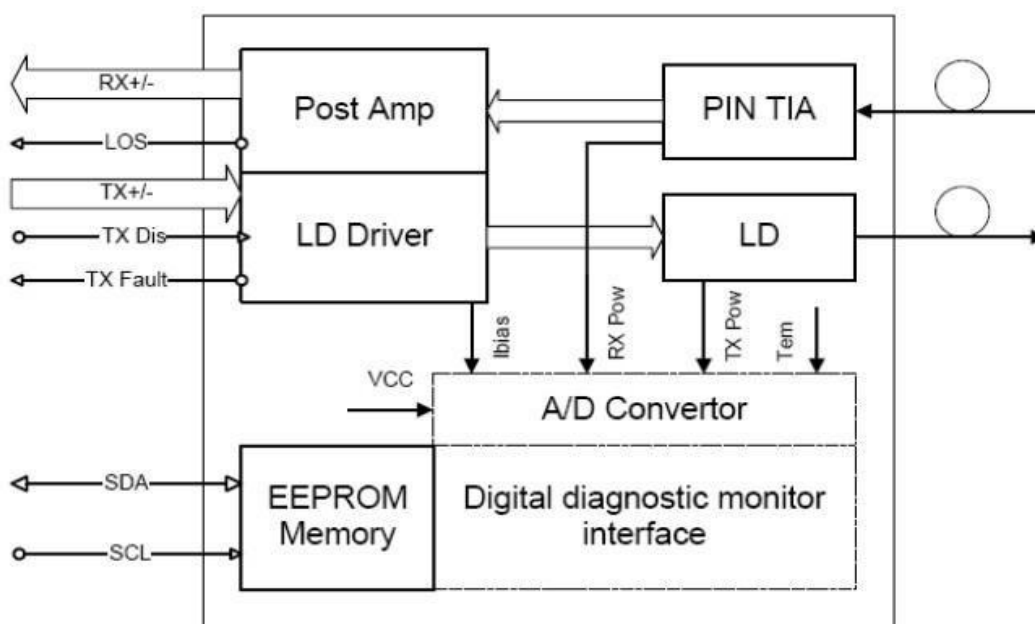 RX+/-
Post Amp
PIN TIA
LOS
TX+/-
TX Dis
LD Driver
LD
TX Fault
Ibias
RX Pow
TX Pow
Tem
VCC
A/D Convertor
SDA
EEPROM
Memory
Digital diagnostic monitor
interface
SCL